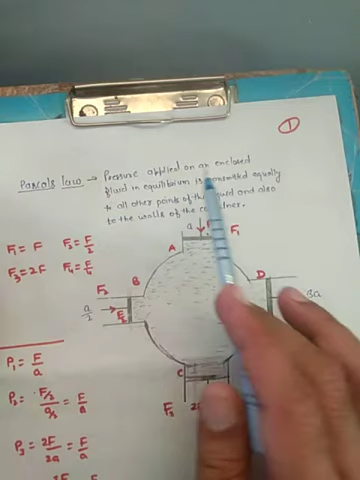 1
Pascals law → Pressure applied on an enclosed
fluid in equilibrium is transmitted equally
to all other points of the and also
to the walls of the
a F₁
F₁ = F F₂ = F/2
A
F₃ = 2F
D
F₂ B
a/2
3a
P₁ = F/a
C
P₂ = F/2 / a/2 = F/a
F₃
P₃ = 2F/2a = F/a